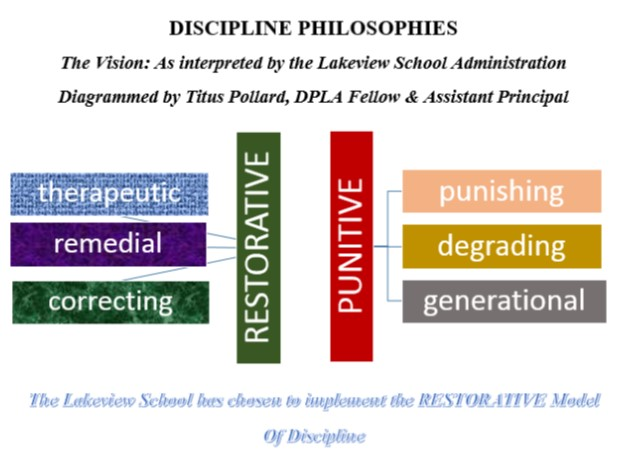 DISCIPLINE PHILOSOPHIES
The Vision: As interpreted by the Lakeview School Administration
Diagrammed by Titus Pollard, DPLA Fellow & Assistant Principal
therapeutic
remedial
correcting
RESTORATIVE
PUNITIVE
punishing
degrading
generational
The Lakeview School has chosen to implement the RESTORATIVE Model
Of Discipline